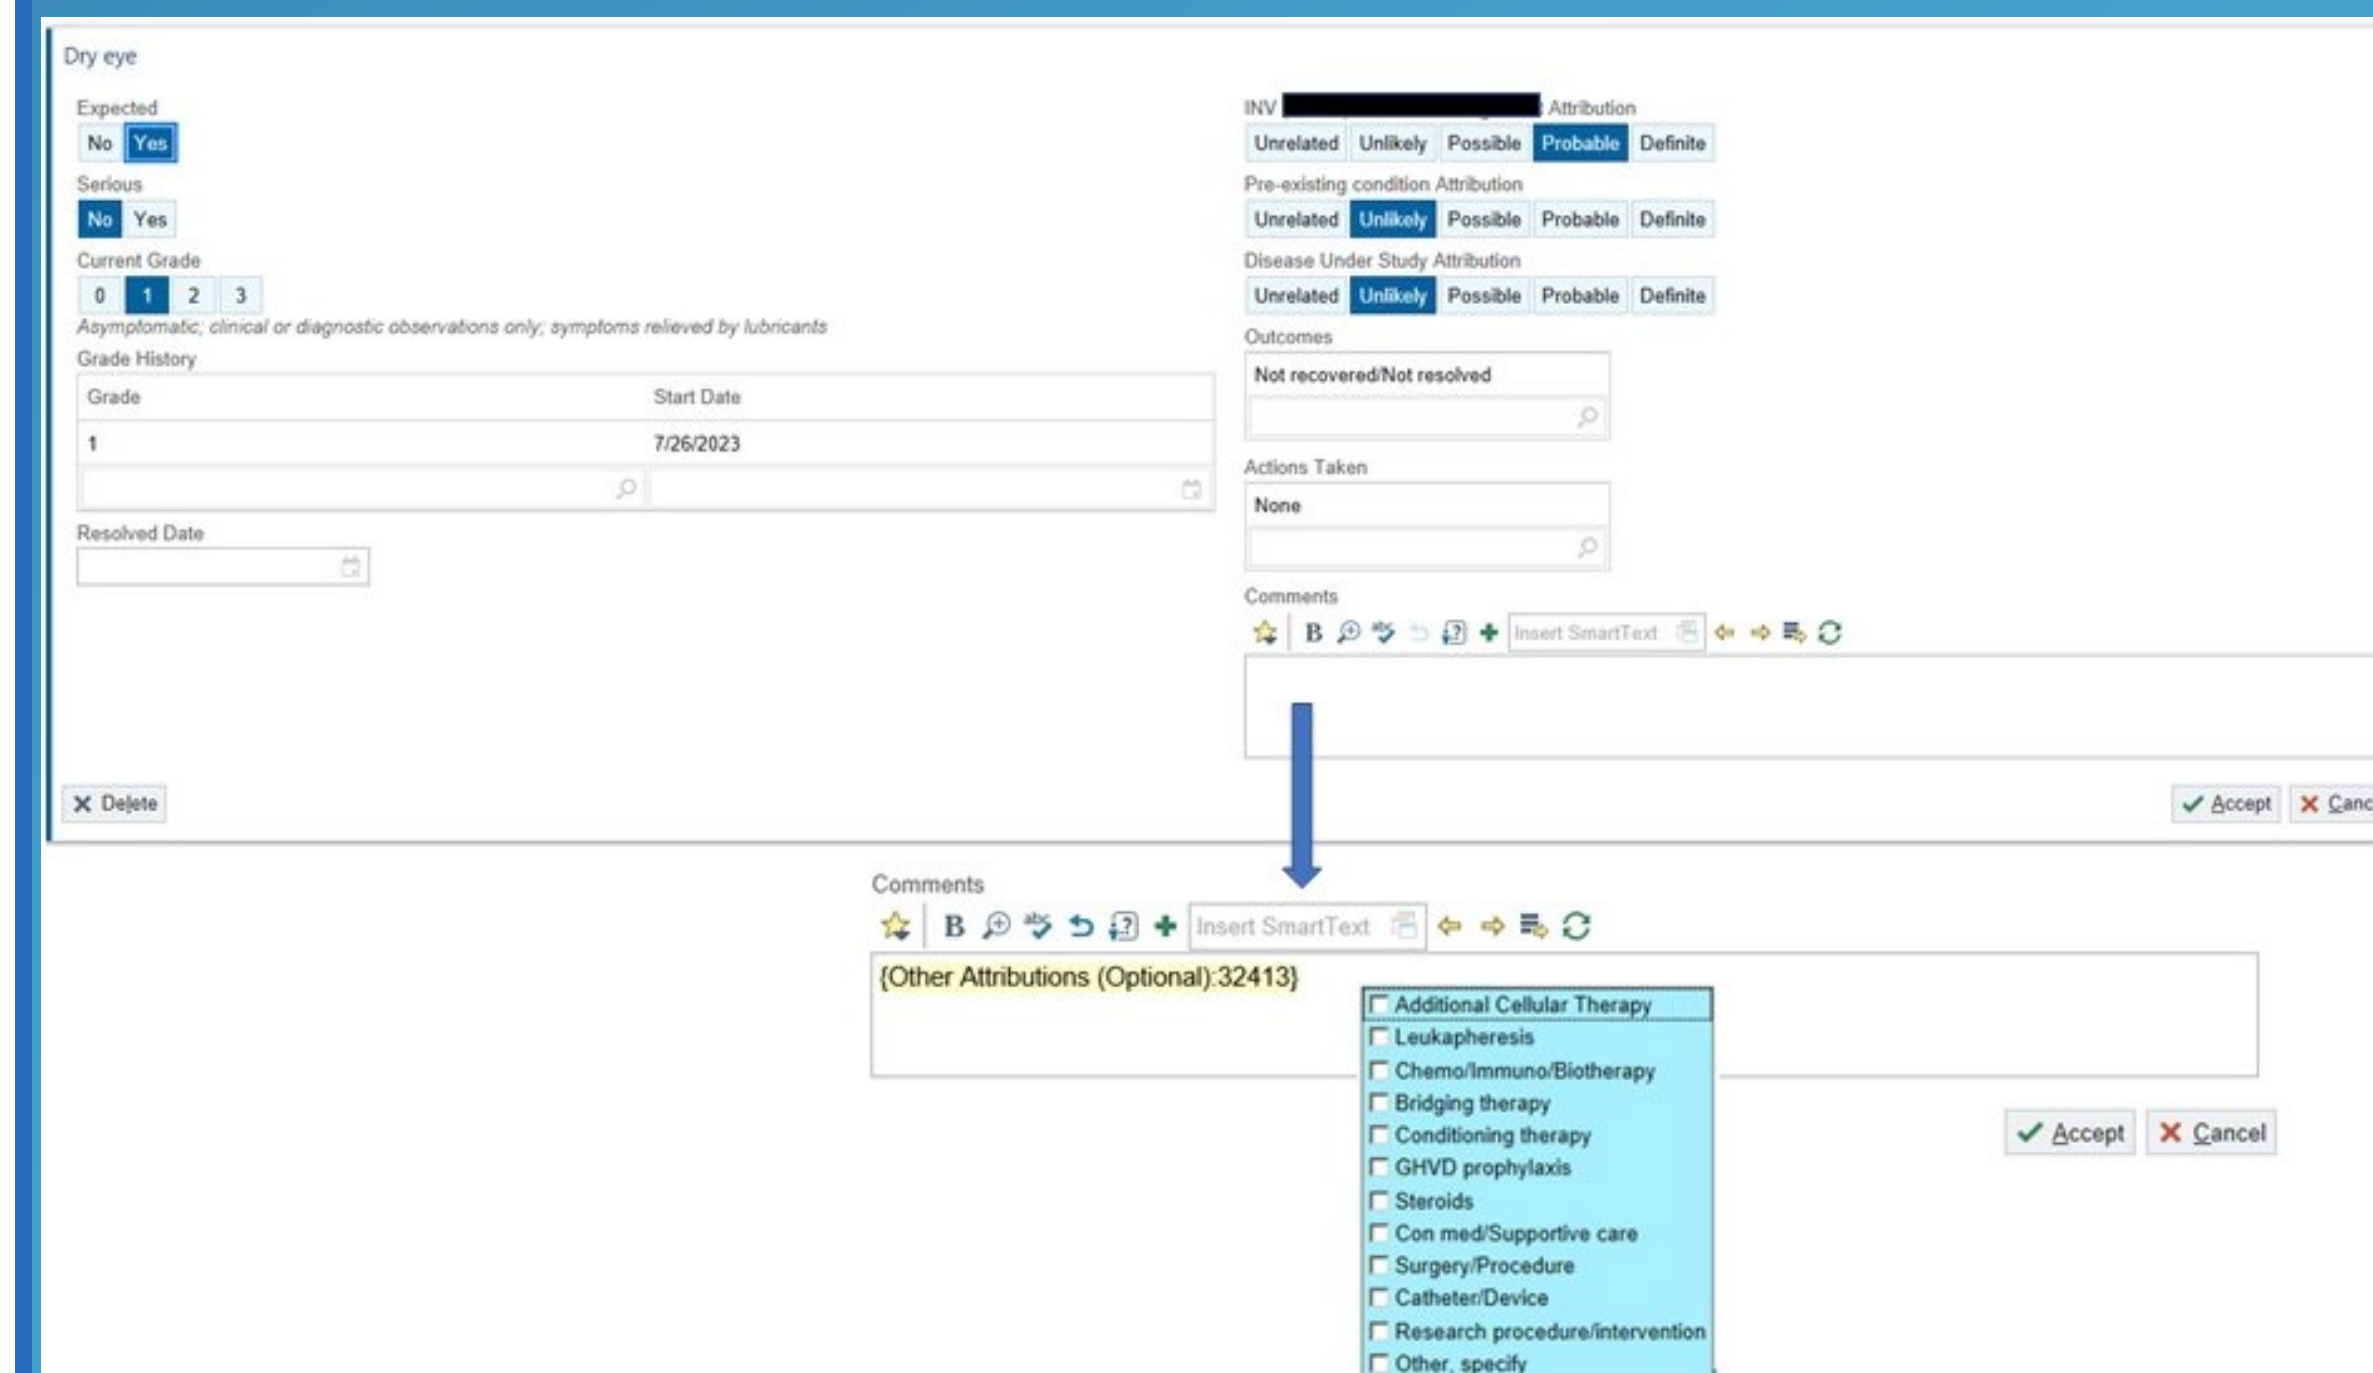 Dry eye
Expected
No Yes
Serious
No Yes
Current Grade
0 1 2 3
Asymptomatic; clinical or diagnostic observations only; symptoms relieved by lubricants
Grade History
Grade Start Date
1 7/26/2023
Resolved Date
INV Attribution
Unrelated Unlikely Possible Probable Definite
Pre-existing condition Attribution
Unrelated Unlikely Possible Probable Definite
Disease Under Study Attribution
Unrelated Unlikely Possible Probable Definite
Outcomes
Not recovered/Not resolved
Actions Taken
None
Comments
B abc ? Insert SmartText
Delete
Accept Canc
Comments
B abc ? Insert SmartText
{Other Attributions (Optional):32413}
Additional Cellular Therapy
Leukapheresis
Chemo/Immuno/Biotherapy
Bridging therapy
Conditioning therapy
GHVD prophylaxis
Steroids
Con med/Supportive care
Surgery/Procedure
Catheter/Device
Research procedure/intervention
Other, specify
Accept Cancel